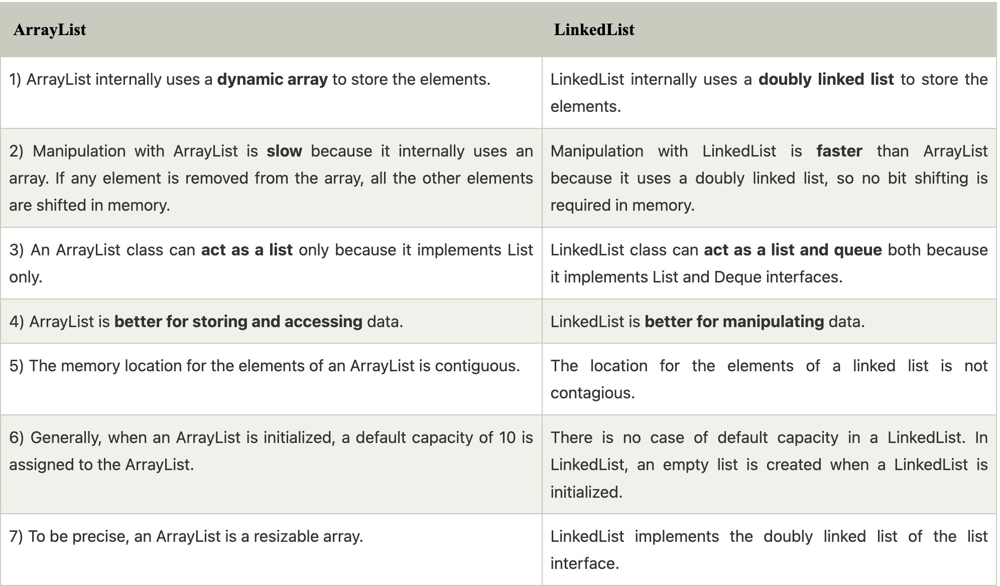 ArrayList
LinkedList
1) ArrayList internally uses a dynamic array to store the elements.
LinkedList internally uses a doubly linked list to store the
elements.
2) Manipulation with ArrayList is slow because it internally uses an
array. If any element is removed from the array, all the other elements
are shifted in memory.
Manipulation with LinkedList is faster than ArrayList
because it uses a doubly linked list, so no bit shifting is
required in memory.
3) An ArrayList class can act as a list only because it implements List
only.
LinkedList class can act as a list and queue both because
it implements List and Deque interfaces.
4) ArrayList is better for storing and accessing data.
LinkedList is better for manipulating data.
5) The memory location for the elements of an ArrayList is contiguous.
The location for the elements of a linked list is not
contagious.
6) Generally, when an ArrayList is initialized, a default capacity of 10 is
assigned to the ArrayList.
There is no case of default capacity in a LinkedList. In
LinkedList, an empty list is created when a LinkedList is
initialized.
7) To be precise, an ArrayList is a resizable array.
LinkedList implements the doubly linked list of the list
interface.